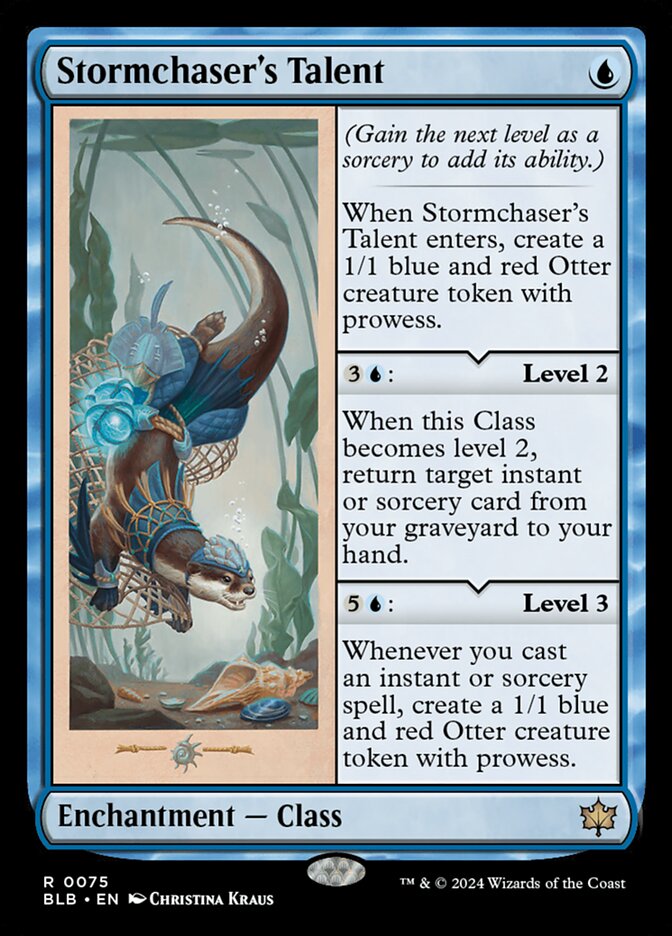 Stormchaser's Talent
(Gain the next level as a
sorcery to add its ability.)
When Stormchaser's
Talent enters, create a
1/1 blue and red Otter
creature token with
prowess.
3 : Level 2
When this Class
becomes level 2,
return target instant
or sorcery card from
your graveyard to your
hand.
5 : Level 3
Whenever you cast
an instant or sorcery
spell, create a 1/1 blue
and red Otter creature
token with prowess.
Enchantment — Class
R 0075
BLB • EN Christina Kraus
™ & © 2024 Wizards of the Coast